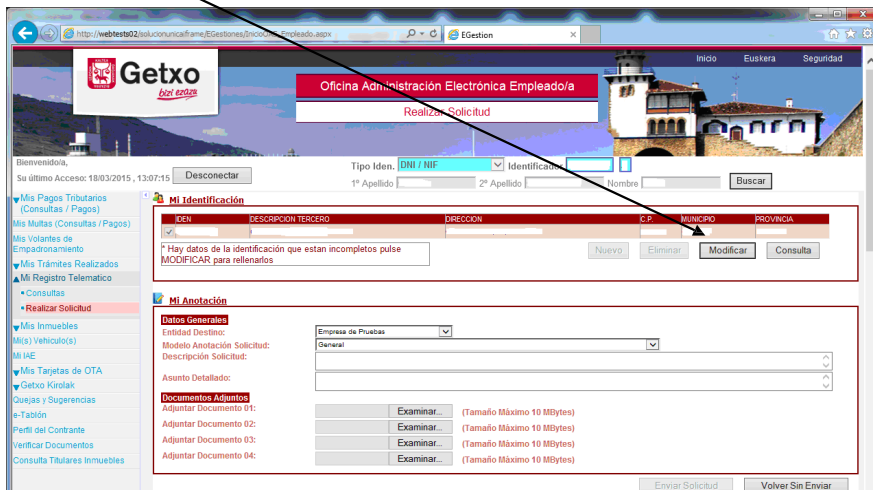 http://webtests02/solucionunicaiframe/EGestiones/InicioOAE_Empleado.aspx
EGestion
Inicio Euskera Seguridad
Getxo
bizi ezazu
Oficina Administración Electrónica Empleado/a
Realizar Solicitud
Bienvenido/a,
Su último Acceso: 18/03/2015 , 13:07:15 Desconectar
Tipo Iden. DNI / NIF Identificador
1º Apellido 2º Apellido Nombre Buscar
Mis Pagos Tributarios
(Consultas / Pagos)
Mis Multas (Consultas / Pagos)
Mis Volantes de
Empadronamiento
Mis Trámites Realizados
Mi Registro Telematico
Consultas
Realizar Solicitud
Mis Inmuebles
Mi(s) Vehiculo(s)
Mi IAE
Mis Tarjetas de OTA
Getxo Kirolak
Quejas y Sugerencias
e-Tablón
Perfil del Contrante
Verificar Documentos
Consulta Titulares Inmuebles
Mi Identificación
IDEN DESCRIPCION TERCERO DIRECCION C.P. MUNICIPIO PROVINCIA
* Hay datos de la identificación que estan incompletos pulse
MODIFICAR para rellenarlos
Nuevo Eliminar Modificar Consulta
Mi Anotación
Datos Generales
Entidad Destino: Empresa de Pruebas
Modelo Anotación Solicitud: General
Descripción Solicitud:
Asunto Detallado:
Documentos Adjuntos
Adjuntar Documento 01: Examinar... (Tamaño Máximo 10 MBytes)
Adjuntar Documento 02: Examinar... (Tamaño Máximo 10 MBytes)
Adjuntar Documento 03: Examinar... (Tamaño Máximo 10 MBytes)
Adjuntar Documento 04: Examinar... (Tamaño Máximo 10 MBytes)
Enviar Solicitud Volver Sin Enviar